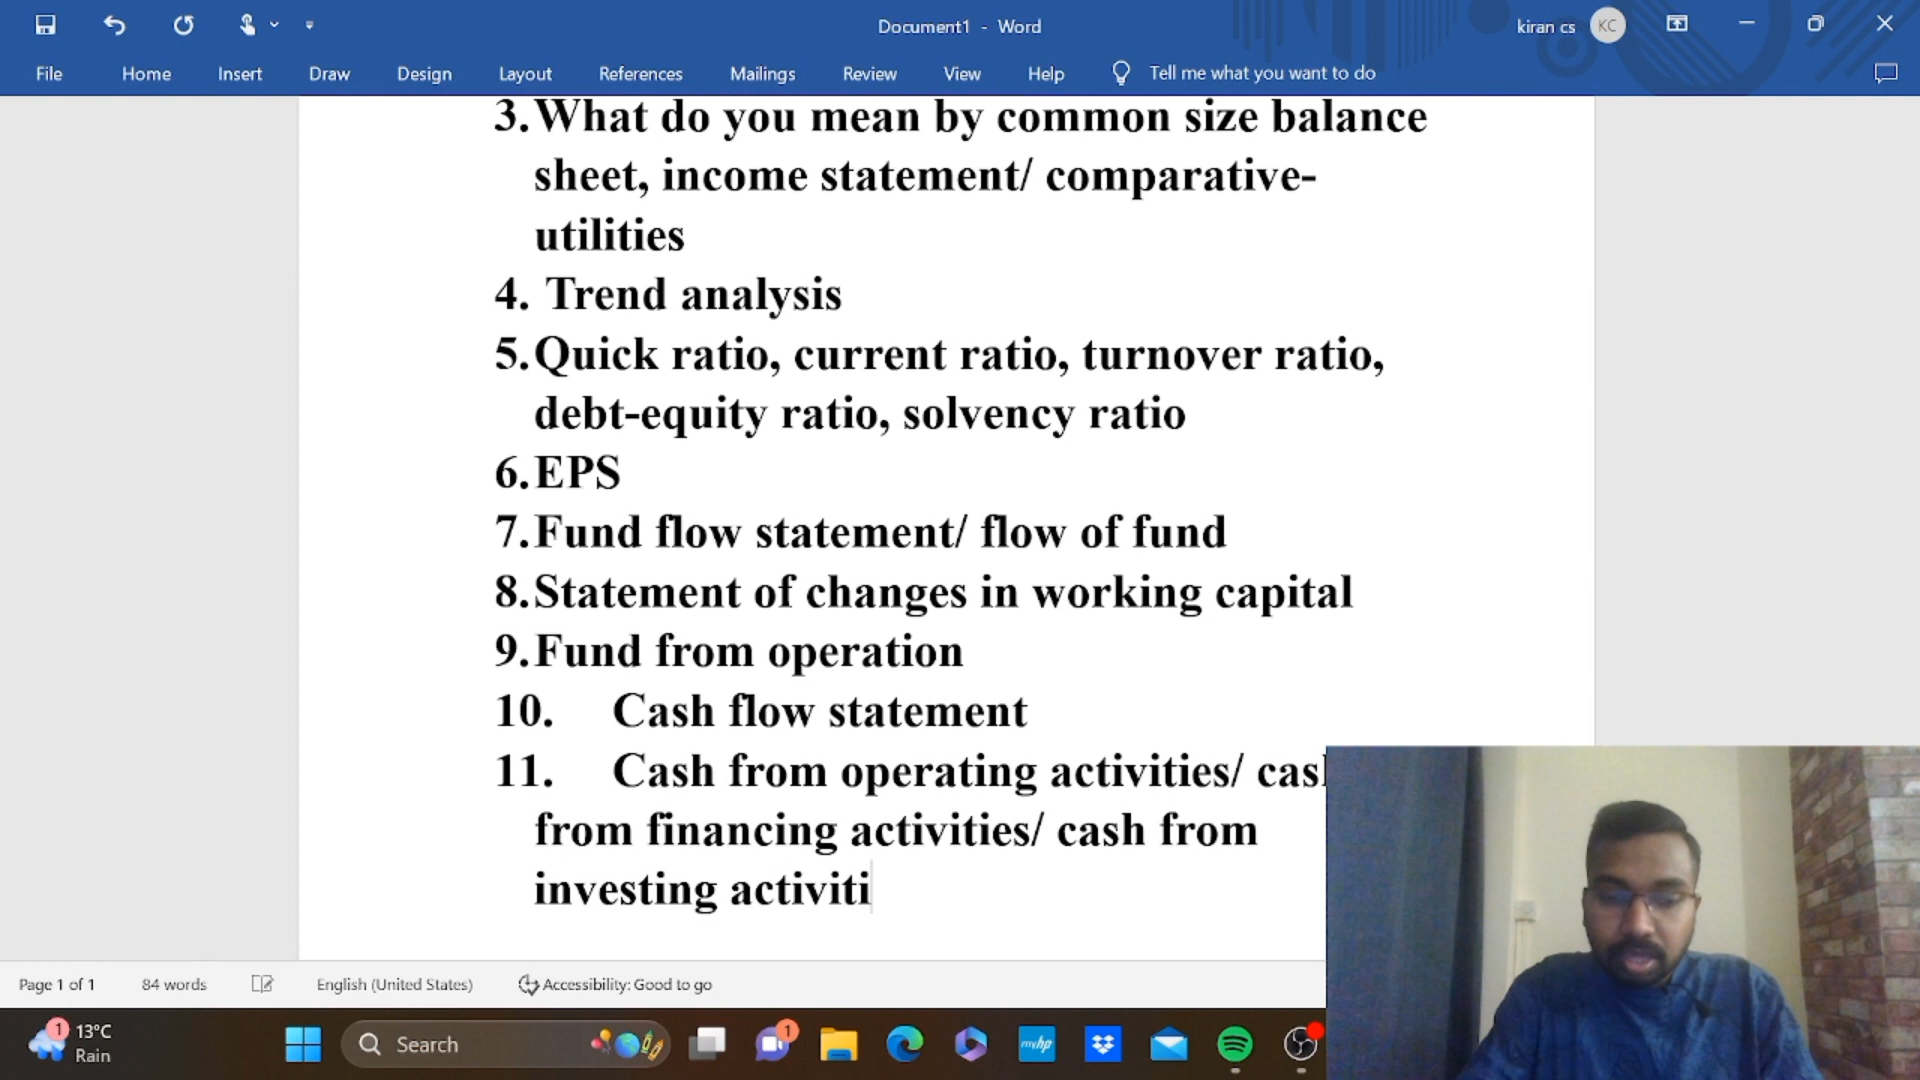 Document1 - Word
kiran cs
KC
File
Home
Insert
Draw
Design
Layout
References
Mailings
Review
View
Help
Tell me what you want to do
3. What do you mean by common size balance
sheet, income statement/ comparative-
utilities
4. Trend analysis
5. Quick ratio, current ratio, turnover ratio,
debt-equity ratio, solvency ratio
6. EPS
7. Fund flow statement/ flow of fund
8. Statement of changes in working capital
9. Fund from operation
10. Cash flow statement
11. Cash from operating activities/
from financing activities/ cash from
investing activiti
Page 1 of 1
84 words
English (United States)
Accessibility: Good to go
1
13°C
Rain
Search
1
myhp